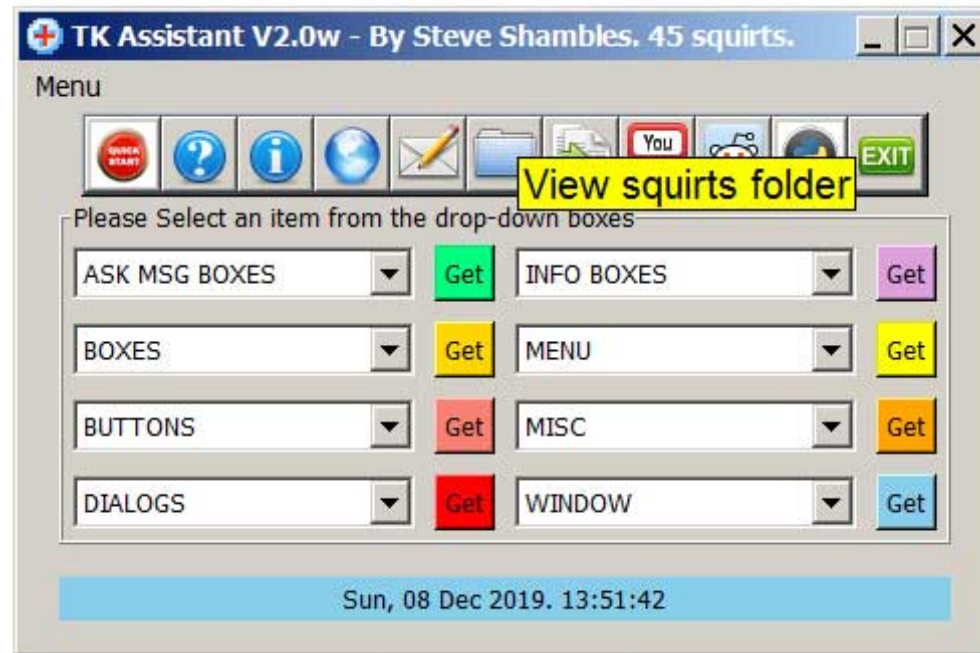 TK Assistant V2.0w - By Steve Shambles. 45 squirts.
Menu
QUICK START
You
EXIT
View squirts folder
Please Select an item from the drop-down boxes
ASK MSG BOXES Get INFO BOXES Get
BOXES Get MENU Get
BUTTONS Get MISC Get
DIALOGS Get WINDOW Get
Sun, 08 Dec 2019. 13:51:42